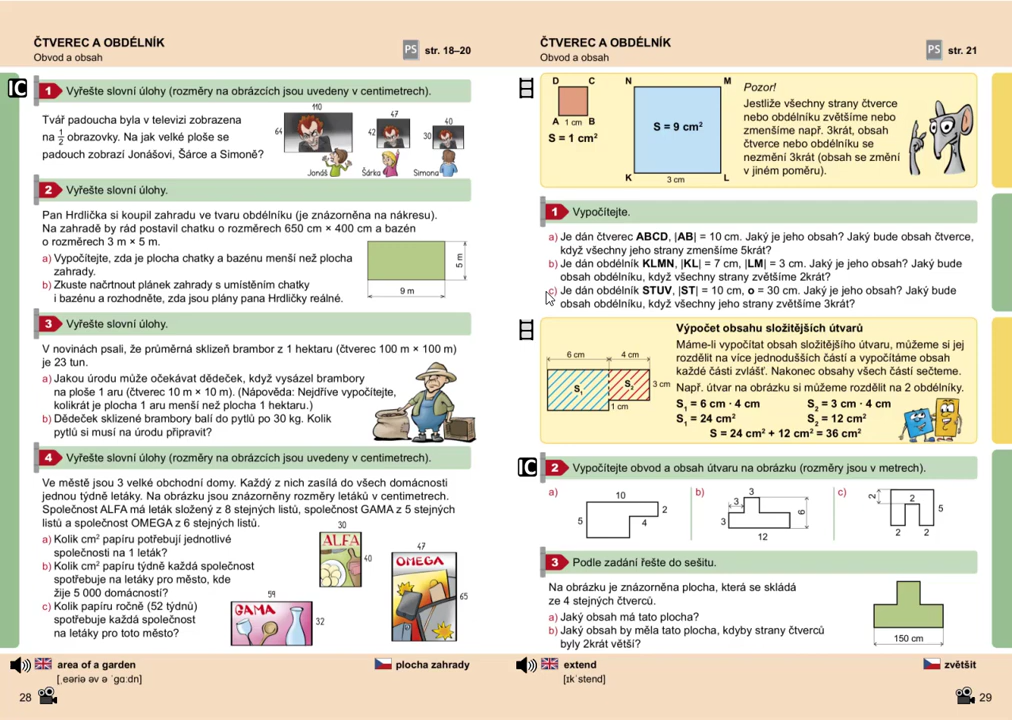 ČTVEREC A OBDÉLNÍK
Obvod a obsah
PS str. 18–20
IC
1 Vyřešte slovní úlohy (rozměry na obrázcích jsou uvedeny v centimetrech).
Tvář padoucha byla v televizi zobrazena
na 1/2 obrazovky. Na jak velké ploše se
padouch zobrazí Jonášovi, Šárce a Simoně?
110
64
47
42
40
30
Jonáš
Šárka
Simona
2 Vyřešte slovní úlohy.
Pan Hrdlička si koupil zahradu ve tvaru obdélníku (je znázorněna na nákresu).
Na zahradě by rád postavil chatku o rozměrech 650 cm × 400 cm a bazén
o rozměrech 3 m × 5 m.
a) Vypočítejte, zda je plocha chatky a bazénu menší než plocha
zahrady.
b) Zkuste načrtnout plánek zahrady s umístěním chatky
i bazénu a rozhodněte, zda jsou plány pana Hrdličky reálné.
5 m
9 m
3 Vyřešte slovní úlohy.
V novinách psali, že průměrná sklizeň brambor z 1 hektaru (čtverec 100 m × 100 m)
je 23 tun.
a) Jakou úrodu může očekávat dědeček, když vysázel brambory
na ploše 1 aru (čtverec 10 m × 10 m). (Nápověda: Nejdříve vypočítejte,
kolikrát je plocha 1 aru menší než plocha 1 hektaru.)
b) Dědeček sklizené brambory balí do pytlů po 30 kg. Kolik
pytlů si musí na úrodu připravit?
4 Vyřešte slovní úlohy (rozměry na obrázcích jsou uvedeny v centimetrech).
Ve městě jsou 3 velké obchodní domy. Každý z nich zasílá do všech domácností
jednou týdně letáky. Na obrázku jsou znázorněny rozměry letáků v centimetrech.
Společnost ALFA má leták složený z 8 stejných listů, společnost GAMA z 5 stejných
listů a společnost OMEGA z 6 stejných listů.
a) Kolik cm² papíru potřebují jednotlivé
společnosti na 1 leták?
b) Kolik cm² papíru týdně každá společnost
spotřebuje na letáky pro město, kde
žije 5 000 domácností?
c) Kolik papíru ročně (52 týdnů)
spotřebuje každá společnost
na letáky pro toto město?
30
ALFA
40
47
OMEGA
65
59
GAMA
32
area of a garden
[ˌeəriə əv ə ˈgɑːdn]
plocha zahrady
28
ČTVEREC A OBDÉLNÍK
Obvod a obsah
PS str. 21
D C
A 1 cm B
S = 1 cm²
N M
S = 9 cm²
K 3 cm L
Pozor!
Jestliže všechny strany čtverce
nebo obdélníku zvětšíme nebo
zmenšíme např. 3krát, obsah
čtverce nebo obdélníku se
nezmění 3krát (obsah se změní
v jiném poměru).
1 Vypočítejte.
a) Je dán čtverec ABCD, |AB| = 10 cm. Jaký je jeho obsah? Jaký bude obsah čtverce,
když všechny jeho strany zmenšíme 5krát?
b) Je dán obdélník KLMN, |KL| = 7 cm, |LM| = 3 cm. Jaký je jeho obsah? Jaký bude
obsah obdélníku, když všechny strany zvětšíme 2krát?
c) Je dán obdélník STUV, |ST| = 10 cm, o = 30 cm. Jaký je jeho obsah? Jaký bude
obsah obdélníku, když všechny jeho strany zvětšíme 3krát?
Výpočet obsahu složitějších útvarů
Máme-li vypočítat obsah složitějšího útvaru, můžeme si jej
rozdělit na více jednodušších částí a vypočítáme obsah
každé části zvlášť. Nakonec obsahy všech částí sečteme.
Např. útvar na obrázku si můžeme rozdělit na 2 obdélníky.
S₁ = 6 cm · 4 cm S₂ = 3 cm · 4 cm
S₁ = 24 cm² S₂ = 12 cm²
S = 24 cm² + 12 cm² = 36 cm²
6 cm 4 cm
S₁ S₂ 3 cm
1 cm
IC
2 Vypočítejte obvod a obsah útvaru na obrázku (rozměry jsou v metrech).
a) 10 2 5 4
b) 3 3 3 6 12
c) 2 2 5 2 2
3 Podle zadání řešte do sešitu.
Na obrázku je znázorněna plocha, která se skládá
ze 4 stejných čtverců.
a) Jaký obsah má tato plocha?
b) Jaký obsah by měla tato plocha, kdyby strany čtverců
byly 2krát větší?
150 cm
extend
[ɪkˈstend]
zvětšit
29